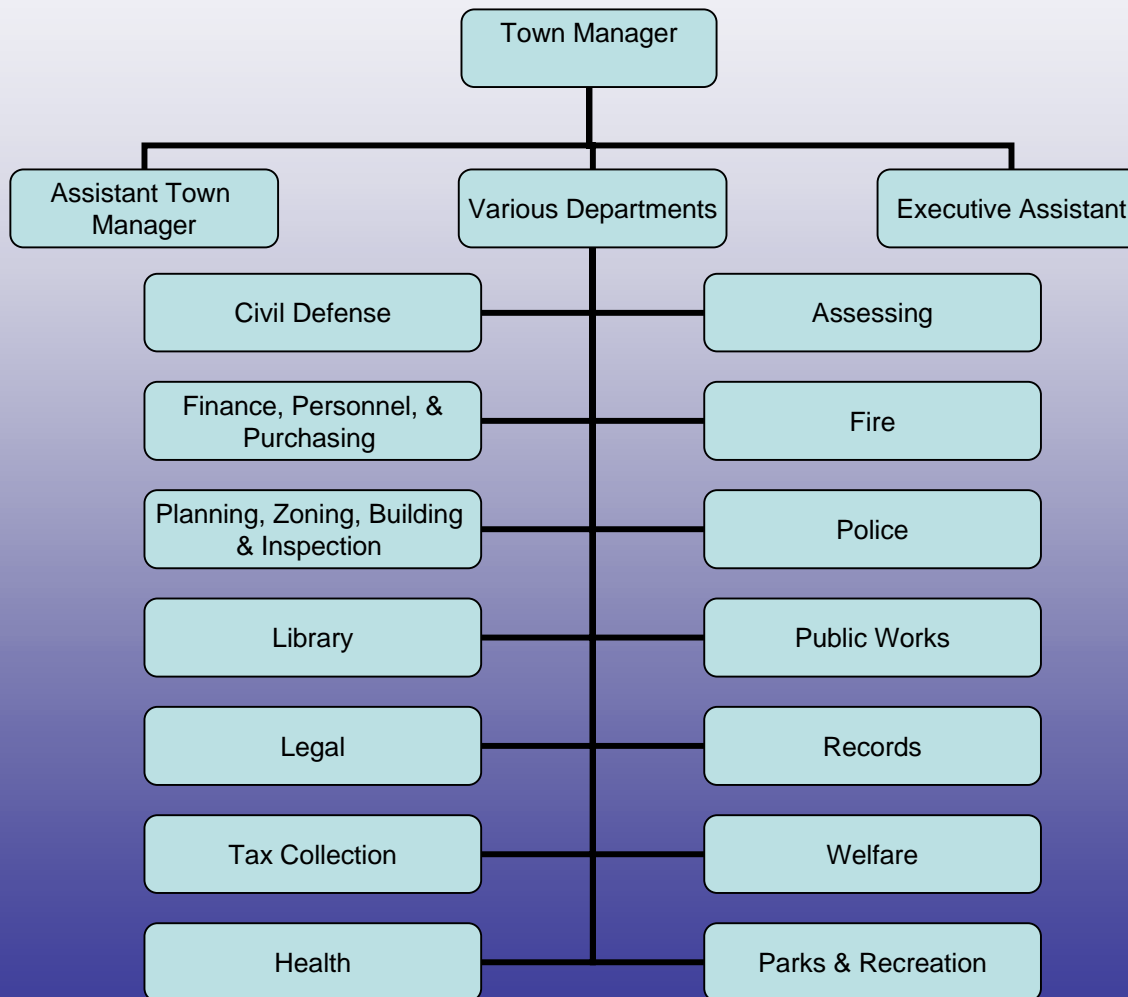 Town Manager
Assistant Town
Manager
Various Departments
Executive Assistant
Civil Defense
Assessing
Finance, Personnel, &
Purchasing
Fire
Planning, Zoning, Building
& Inspection
Police
Library
Public Works
Legal
Records
Tax Collection
Welfare
Health
Parks & Recreation